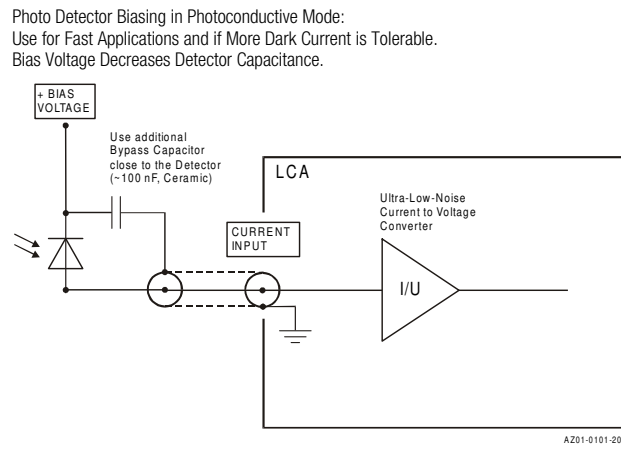 Photo Detector Biasing in Photoconductive Mode:
Use for Fast Applications and if More Dark Current is Tolerable.
Bias Voltage Decreases Detector Capacitance.
+ BIAS
VOLTAGE
Use additional
Bypass Capacitor
close to the Detector
(~100 nF, Ceramic)
LCA
CURRENT
INPUT
Ultra-Low-Noise
Current to Voltage
Converter
I/U
AZ01-0101-20